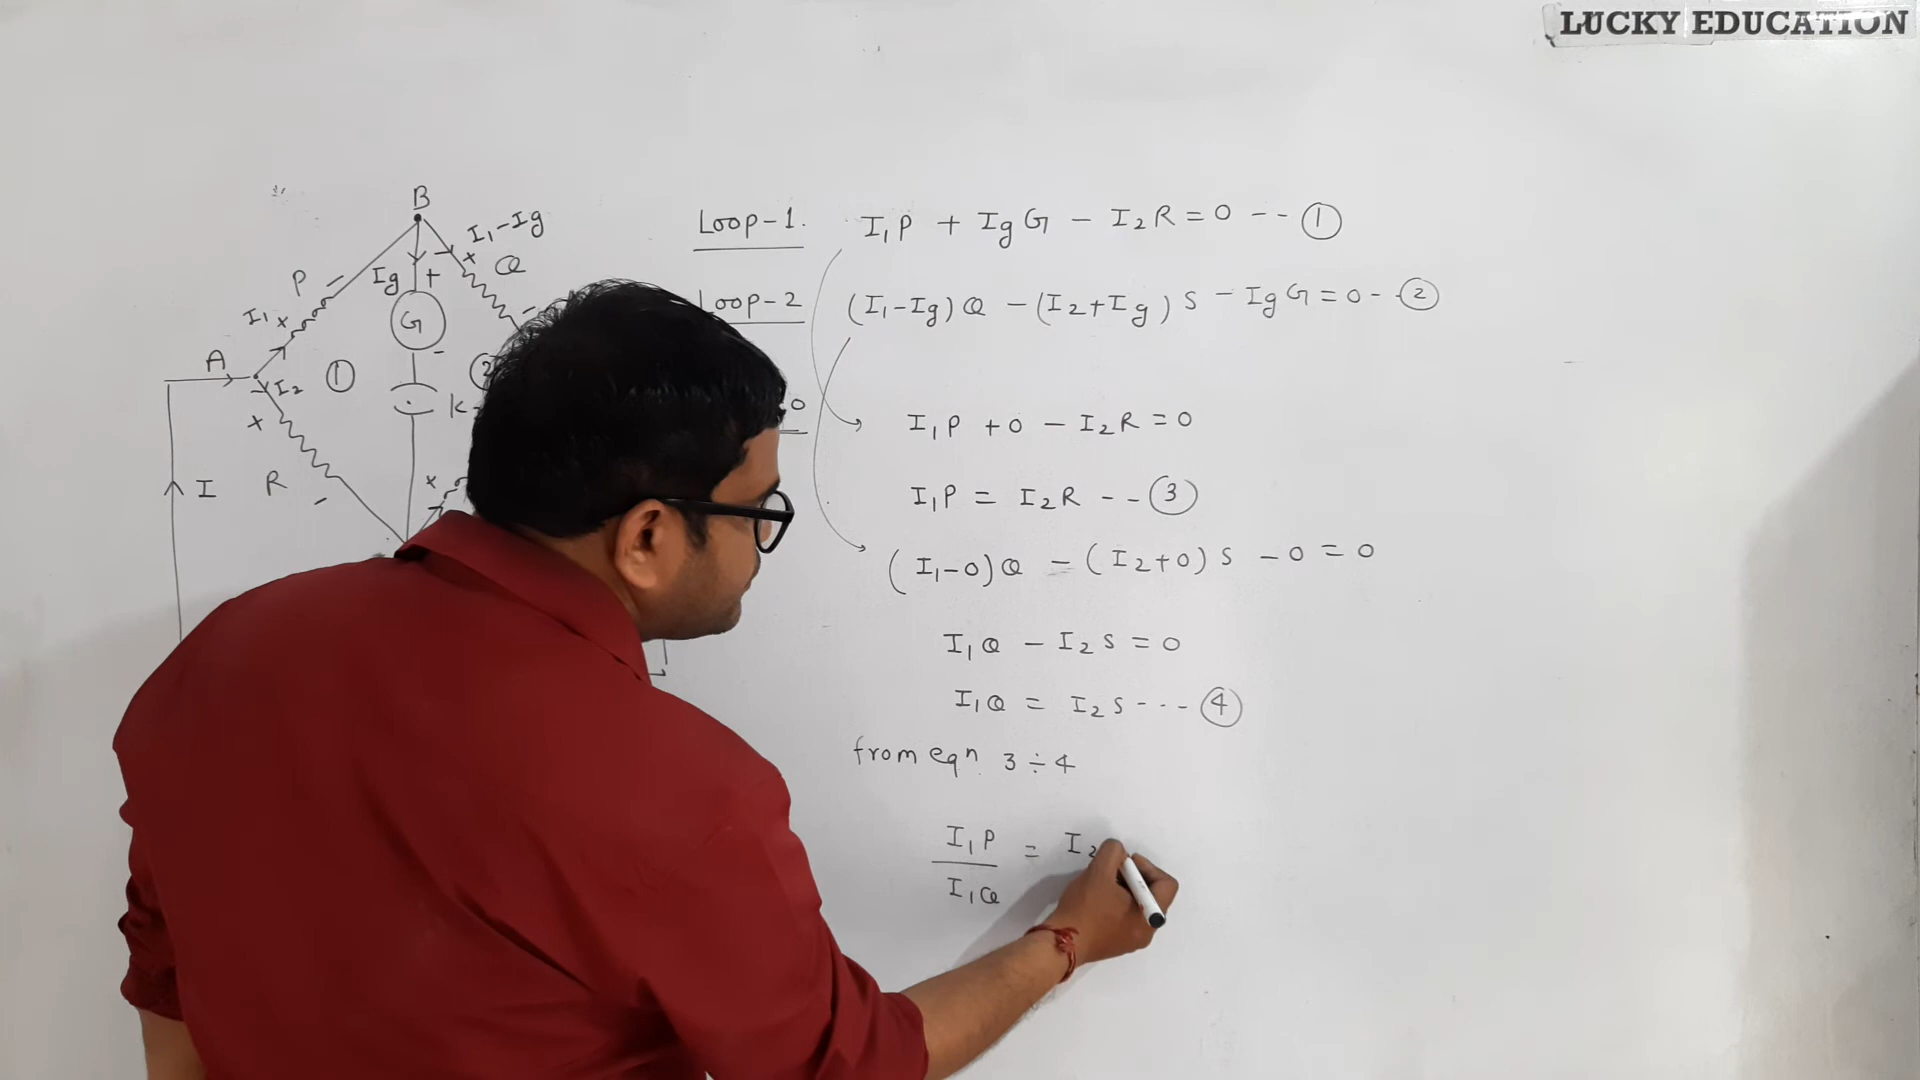 LUCKY EDUCATION
B
I₁-Ig
P
Ig +
Q
I₁ +
G
A
I₂
1
2
K
R
I
Loop-1. I₁P + IgG - I₂R = 0 -- ①
Loop-2 (I₁-Ig)Q - (I₂+Ig)S - IgG = 0 - - ②
0
I₁P + 0 - I₂R = 0
I₁P = I₂R -- ③
(I₁-0)Q - (I₂+0)S - 0 = 0
I₁Q - I₂S = 0
I₁Q = I₂S --- ④
from eqn. 3 ÷ 4
I₁P = I₂
I₁Q